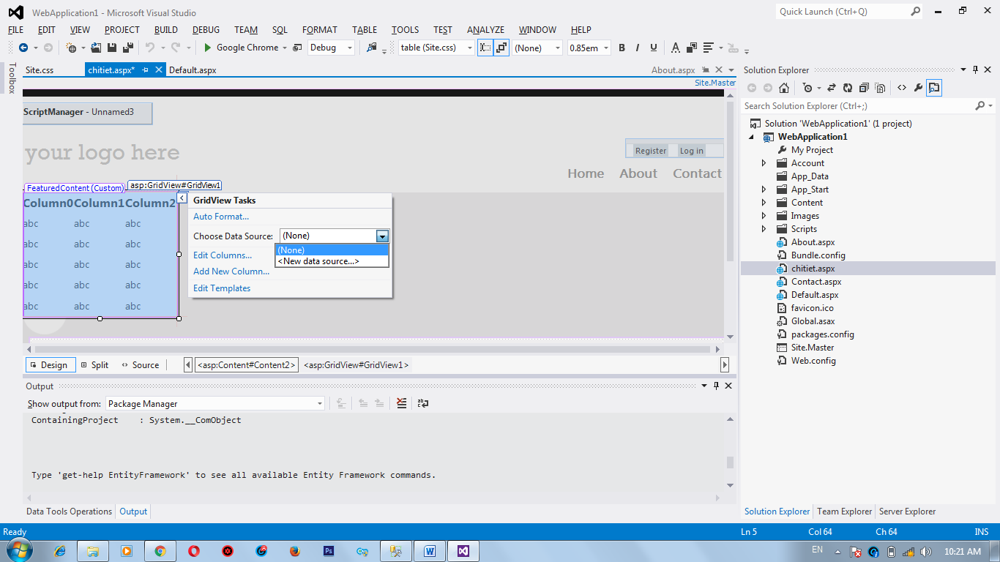 WebApplication1 - Microsoft Visual Studio
Quick Launch (Ctrl+Q)
FILE EDIT VIEW PROJECT BUILD DEBUG TEAM SQL FORMAT TABLE TOOLS TEST ANALYZE WINDOW HELP
Google Chrome Debug table (Site.css) (None) 0.85em B I U A
Toolbox
Site.css chitiet.aspx* Default.aspx About.aspx
Site.Master
ScriptManager - Unnamed3
your logo here
Register Log in
Home About Contact
FeaturedContent (Custom) asp:GridView#GridView1
Column0 Column1 Column2
abc abc abc
abc abc abc
abc abc abc
abc abc abc
abc abc abc
GridView Tasks
Auto Format...
Choose Data Source: (None)
(None)
<New data source...>
Edit Columns...
Add New Column...
Edit Templates
Design Split Source <asp:Content#Content2> <asp:GridView#GridView1>
Output
Show output from: Package Manager
ContainingProject : System.__ComObject
Type 'get-help EntityFramework' to see all available Entity Framework commands.
Data Tools Operations Output
Solution Explorer
Search Solution Explorer (Ctrl+;)
Solution 'WebApplication1' (1 project)
WebApplication1
My Project
Account
App_Data
App_Start
Content
Images
Scripts
About.aspx
Bundle.config
chitiet.aspx
Contact.aspx
Default.aspx
favicon.ico
Global.asax
packages.config
Site.Master
Web.config
Solution Explorer Team Explorer Server Explorer
Ready Ln 5 Col 64 Ch 64 INS
Ps W EN 10:21 AM